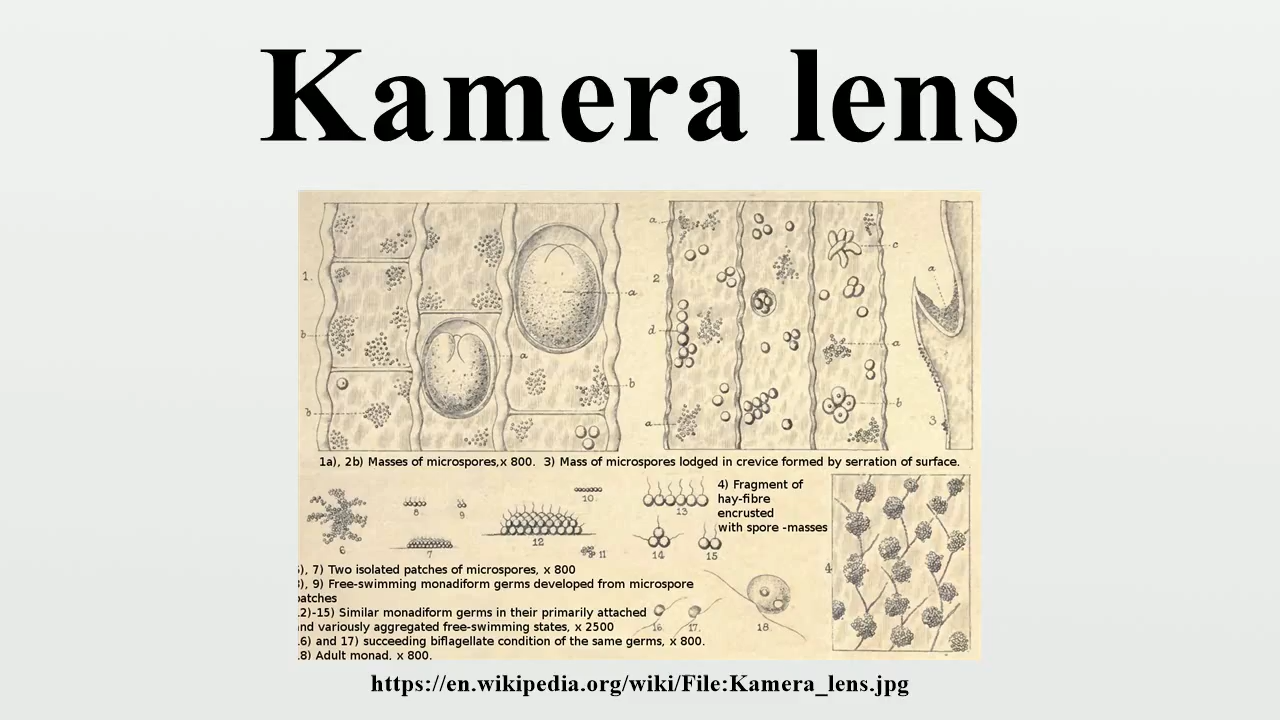 Kamera lens
1a), 2b) Masses of microspores,x 800. 3) Mass of microspores lodged in crevice formed by serration of surface.
1.
a
a
b
b
b
2
a
a
a
b
c
d
a
3
4) Fragment of
hay-fibre
encrusted
with spore -masses
4
6
7
8
9
10
11
12
13
14
15
), 7) Two isolated patches of microspores, x 800
), 9) Free-swimming monadiform germs developed from microspore
patches
2)-15) Similar monadiform germs in their primarily attached
and variously aggregated free-swimming states, x 2500
6) and 17) succeeding biflagellate condition of the same germs, x 800.
8) Adult monad, x 800.
16.
17.
18.
https://en.wikipedia.org/wiki/File:Kamera_lens.jpg